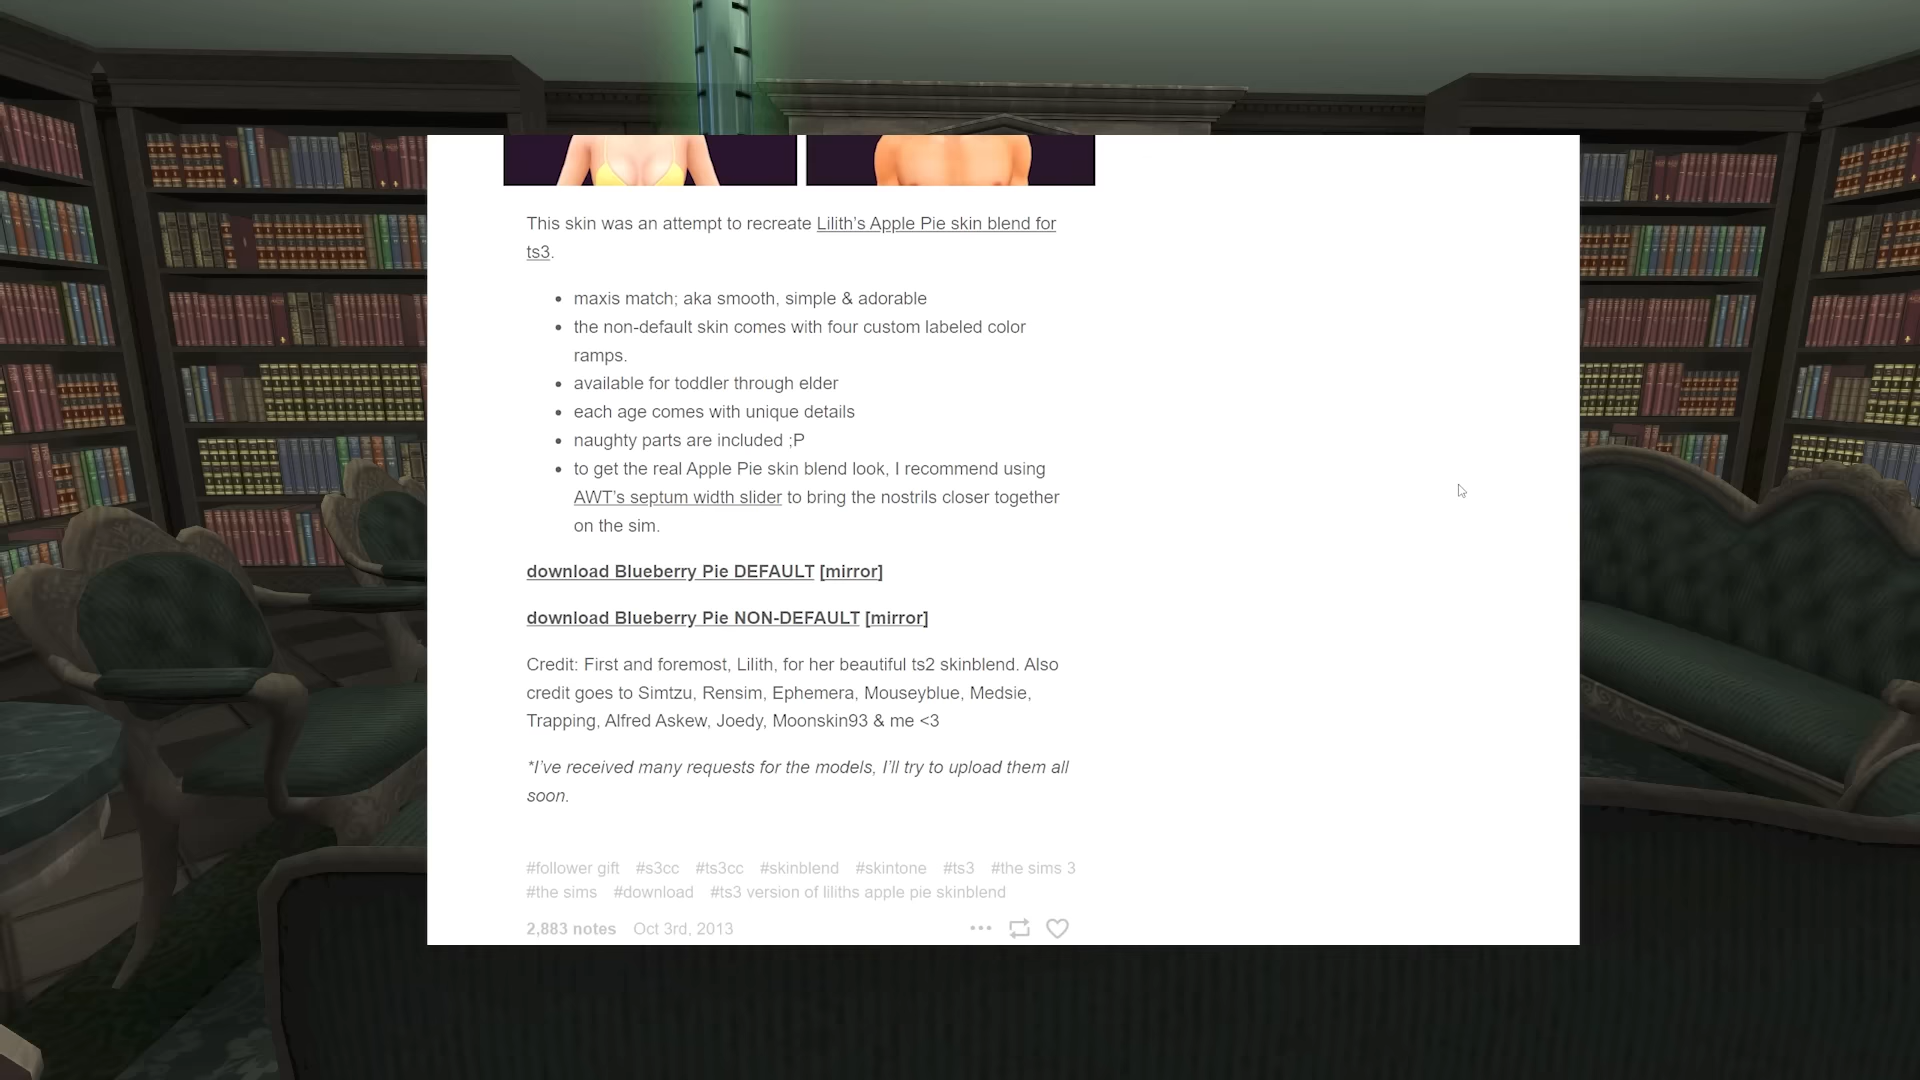 This skin was an attempt to recreate Lilith’s Apple Pie skin blend for
ts3.
• maxis match; aka smooth, simple & adorable
• the non-default skin comes with four custom labeled color
ramps.
• available for toddler through elder
• each age comes with unique details
• naughty parts are included ;P
• to get the real Apple Pie skin blend look, I recommend using
AWT’s septum width slider to bring the nostrils closer together
on the sim.
download Blueberry Pie DEFAULT [mirror]
download Blueberry Pie NON-DEFAULT [mirror]
Credit: First and foremost, Lilith, for her beautiful ts2 skinblend. Also
credit goes to Simtzu, Rensim, Ephemera, Mouseyblue, Medsie,
Trapping, Alfred Askew, Joedy, Moonskin93 & me <3
*I’ve received many requests for the models, I’ll try to upload them all
soon.
#follower gift #s3cc #ts3cc #skinblend #skintone #ts3 #the sims 3
#the sims #download #ts3 version of liliths apple pie skinblend
2,883 notes Oct 3rd, 2013